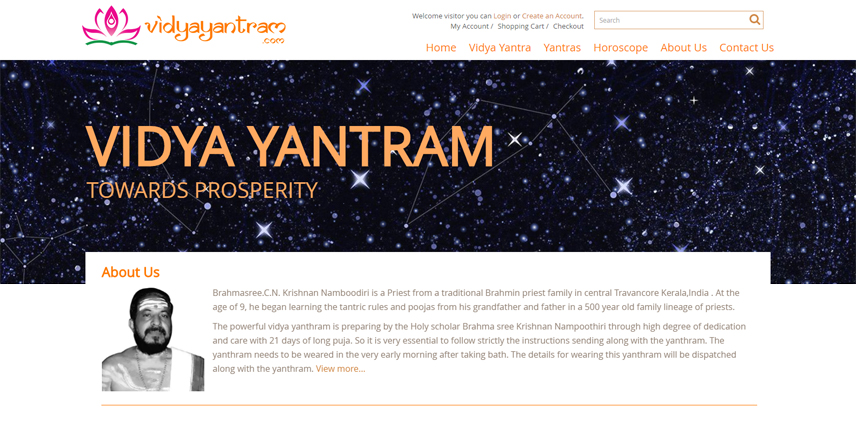 vidyayantram
.com
Welcome visitor you can Login or Create an Account.
My Account / Shopping Cart / Checkout
Search
Home Vidya Yantra Yantras Horoscope About Us Contact Us
VIDYA YANTRAM
TOWARDS PROSPERITY
About Us
Brahmasree.C.N. Krishnan Namboodiri is a Priest from a traditional Brahmin priest family in central Travancore Kerala,India . At the
age of 9, he began learning the tantric rules and poojas from his grandfather and father in a 500 year old family lineage of priests.
The powerful vidya yanthram is preparing by the Holy scholar Brahma sree Krishnan Nampoothiri through high degree of dedication
and care with 21 days of long puja. So it is very essential to follow strictly the instructions sending along with the yanthram. The
yanthram needs to be weared in the very early morning after taking bath. The details for wearing this yanthram will be dispatched
along with the yanthram. View more...